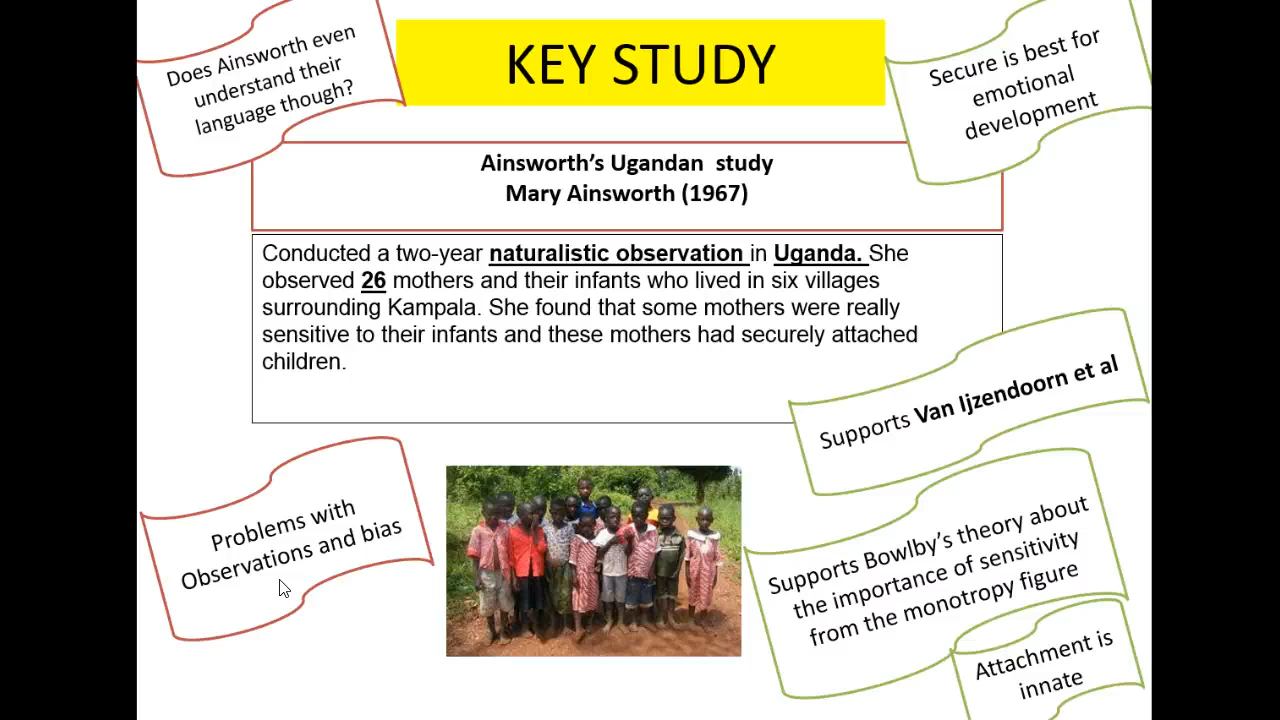 Does Ainsworth even
understand their
language though?
KEY STUDY
Secure is best for
emotional
development
Ainsworth’s Ugandan  study
Mary Ainsworth (1967)
Conducted a two-year naturalistic observation in Uganda. She
observed 26 mothers and their infants who lived in six villages
surrounding Kampala. She found that some mothers were really
sensitive to their infants and these mothers had securely attached
children.
Supports Van Ijzendoorn et al
Problems with
Observations and bias
Supports Bowlby’s theory about
the importance of sensitivity
from the monotropy figure
Attachment is
innate